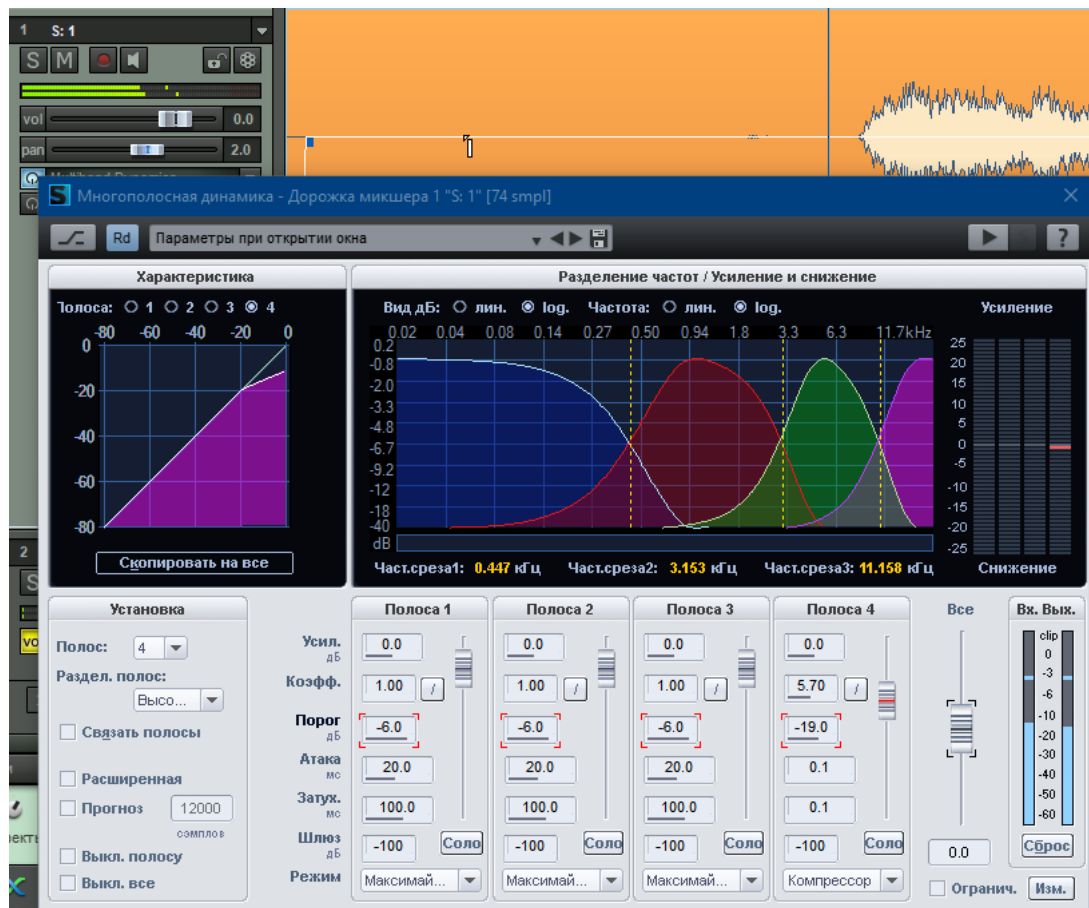 1 S: 1
S M
vol 0.0
pan 2.0
Многополосная динамика - Дорожка микшера 1 "S: 1" [74 smpl]
Rd Параметры при открытии окна ?
Характеристика
Полоса: 1 2 3 4
-80 -60 -40 -20 0
0
-20
-40
-60
-80
Скопировать на все
Разделение частот / Усиление и снижение
Вид дБ: лин. log. Частота: лин. log.
0.02 0.04 0.08 0.14 0.27 0.50 0.94 1.8 3.3 6.3 11.7kHz
0.2
-0.8
-2.0
-3.3
-4.8
-6.7
-9.2
-12
-18
-40
dB
Част.среза1: 0.447 кГц Част.среза2: 3.153 кГц Част.среза3: 11.158 кГц
Усиление
25
20
15
10
5
0
-5
-10
-15
-20
-25
Снижение
2
S
Установка
Полос: 4
Раздел. полос:
Высо...
Связать полосы
Расширенная
Прогноз 12000
сэмплов
Выкл. полосу
Выкл. все
Полоса 1 Полоса 2 Полоса 3 Полоса 4
Усил. 0.0 0.0 0.0 0.0
дБ
Коэфф. 1.00 / 1.00 / 1.00 / 5.70 /
Порог -6.0 -6.0 -6.0 -19.0
дБ
Атака 20.0 20.0 20.0 0.1
мс
Затух. 100.0 100.0 100.0 0.1
мс
Шлюз -100 Соло -100 Соло -100 Соло -100 Соло
дБ
Режим Максимай... Максимай... Максимай... Компрессор
Все
0.0
Огранич. Изм.
Вх. Вых.
clip
0
-3
-6
-10
-20
-30
-40
-50
-60
Сброс